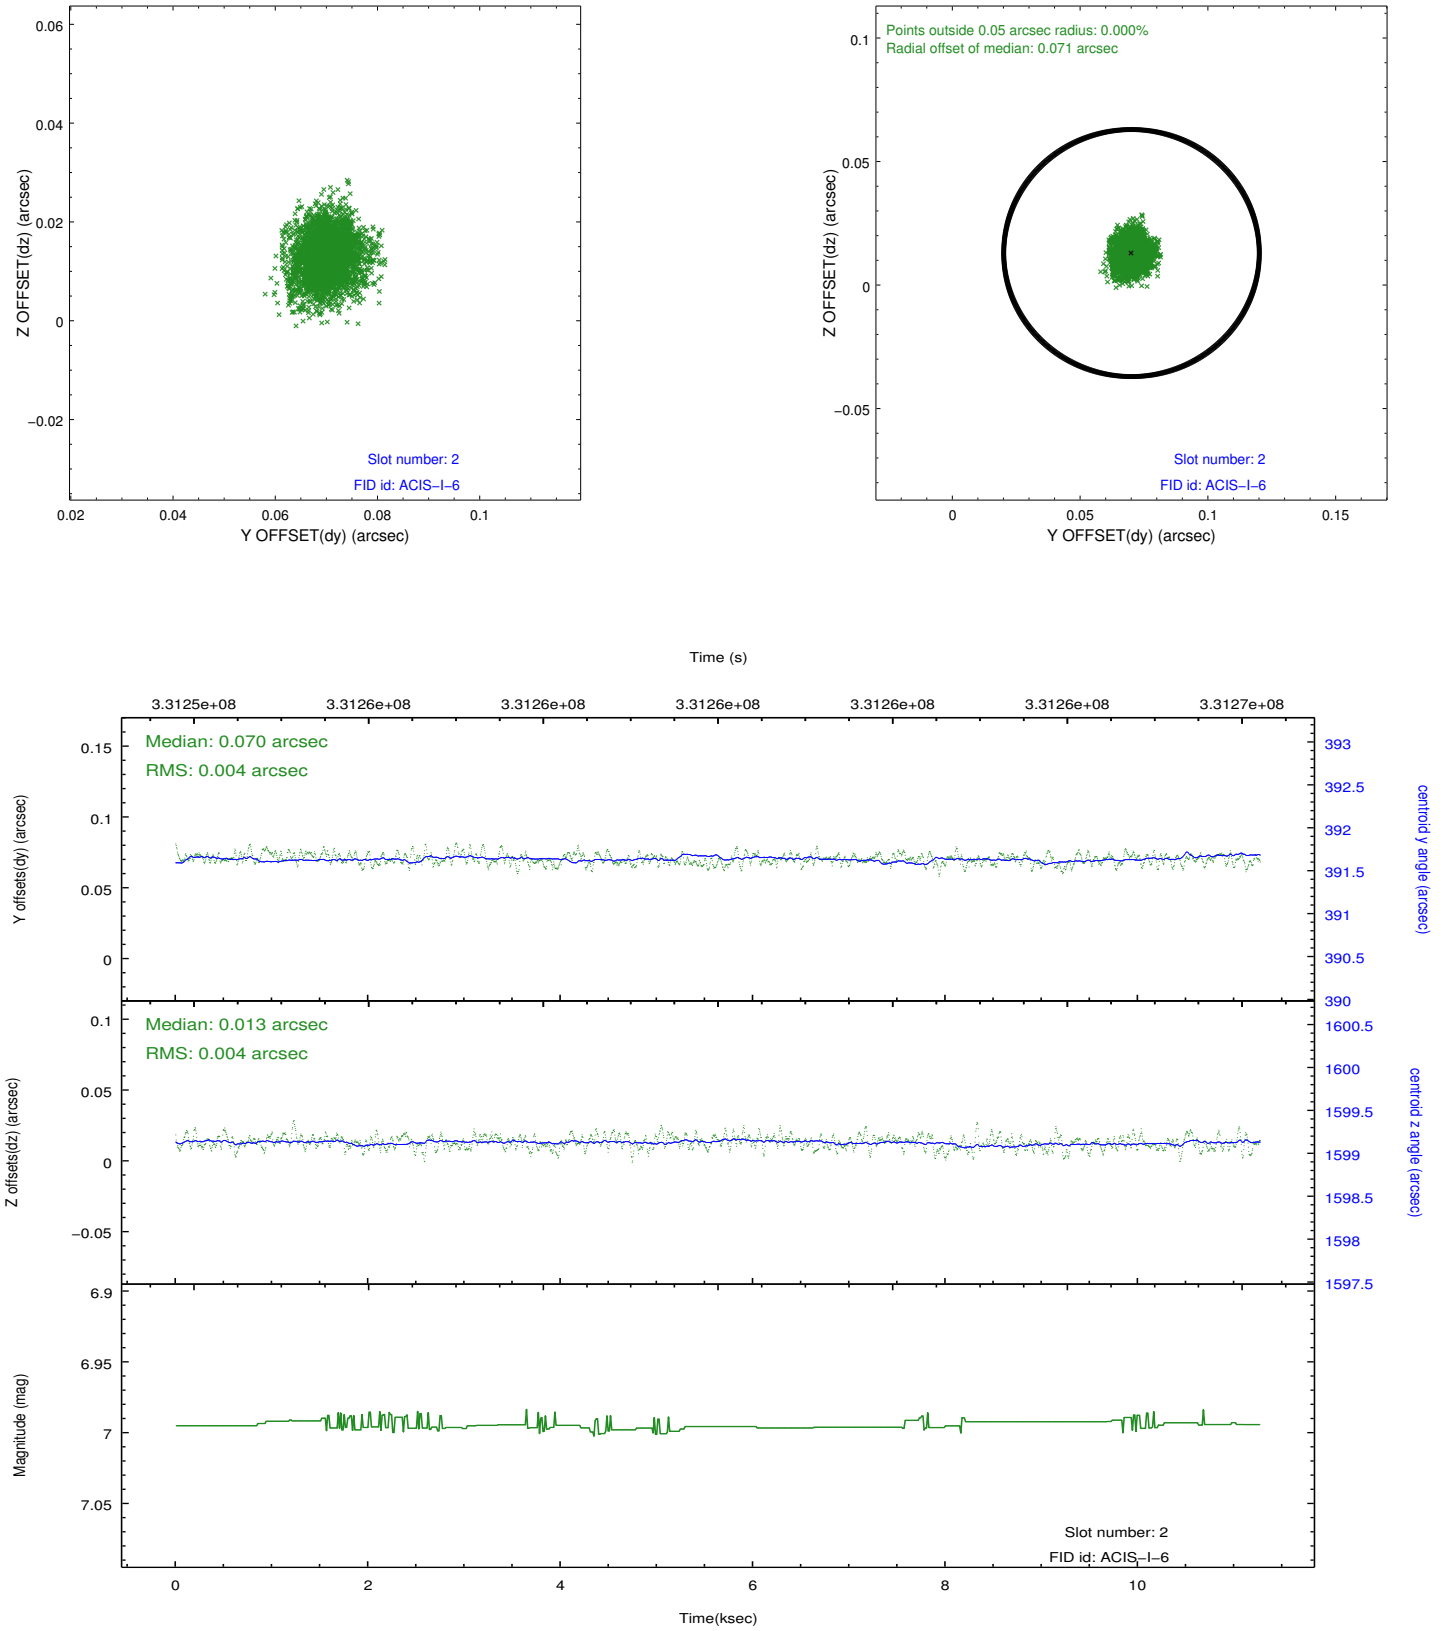 0.06
0.04
0.02
0
−0.02
Z OFFSET(dz) (arcsec)
Slot number: 2
FID id: ACIS−I−6
0.02 0.04 0.06 0.08 0.1
Y OFFSET(dy) (arcsec)
Points outside 0.05 arcsec radius: 0.000%
Radial offset of median: 0.071 arcsec
0.1
0.05
0
−0.05
Z OFFSET(dz) (arcsec)
Slot number: 2
FID id: ACIS−I−6
0 0.05 0.1 0.15
Y OFFSET(dy) (arcsec)
Time (s)
3.3125e+08 3.3126e+08 3.3126e+08 3.3126e+08 3.3126e+08 3.3126e+08 3.3127e+08
Median: 0.070 arcsec
RMS: 0.004 arcsec
0.15
0.1
0.05
0
Y offsets(dy) (arcsec)
393
392.5
392
391.5
391
390.5
390
centroid y angle (arcsec)
Median: 0.013 arcsec
RMS: 0.004 arcsec
0.1
0.05
0
−0.05
Z offsets(dz) (arcsec)
1600.5
1600
1599.5
1599
1598.5
1598
1597.5
centroid z angle (arcsec)
6.9
6.95
7
7.05
Magnitude (mag)
Slot number: 2
FID id: ACIS−I−6
0 2 4 6 8 10
Time(ksec)